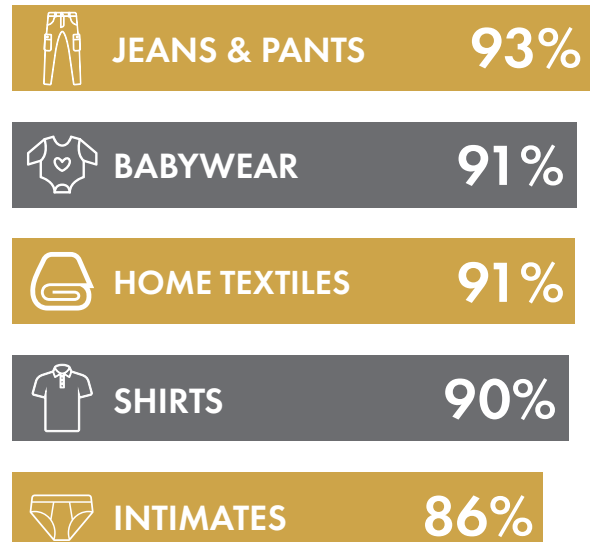 JEANS & PANTS 93%
BABYWEAR 91%
HOME TEXTILES 91%
SHIRTS 90%
INTIMATES 86%